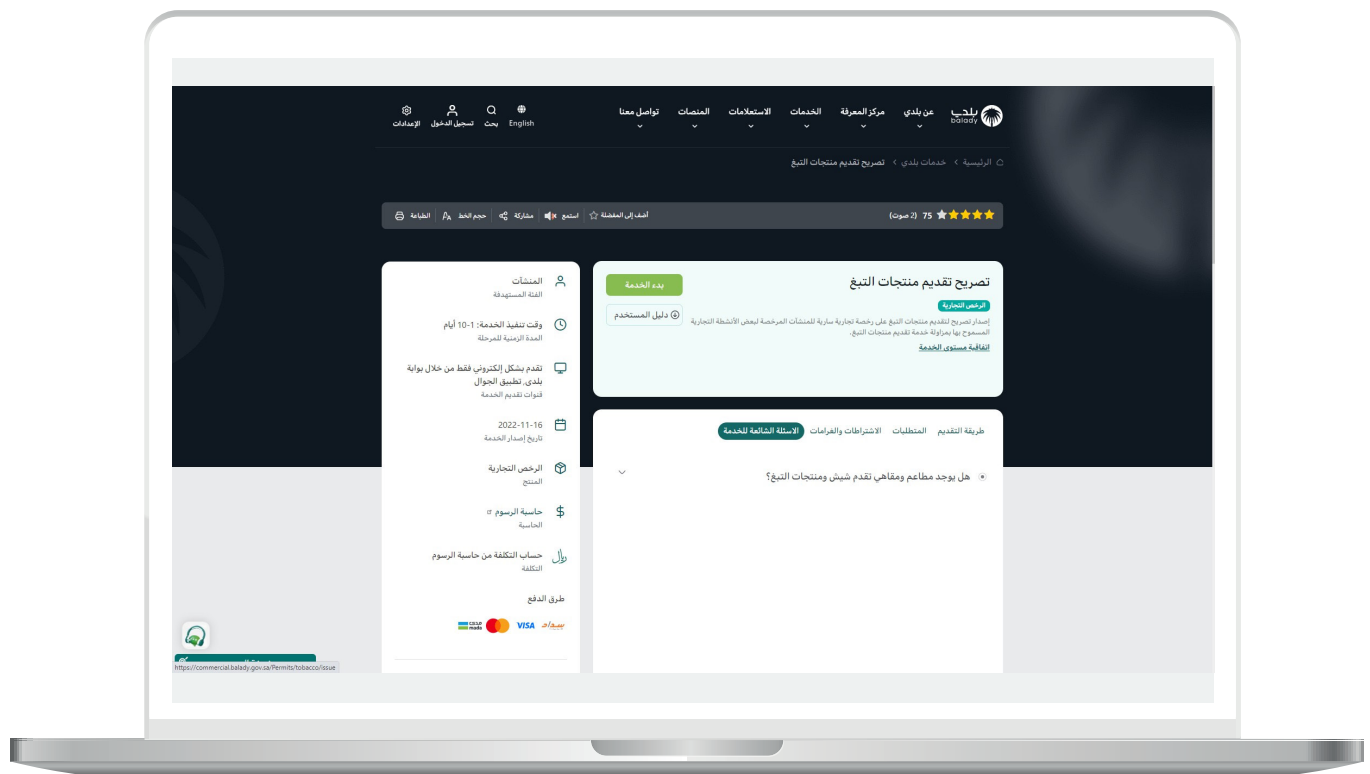 بلدي
balady
عن بلدي
مركز المعرفة
الخدمات
الاستعلامات
المنصات
تواصل معنا
English
بحث
تسجيل الدخول
الإعدادات
الرئيسية
خدمات بلدي
تصريح تقديم منتجات التبغ
75 (2 صوت)
أضف إلى المفضلة
استمع
مشاركة
حجم الخط
الطباعة
تصريح تقديم منتجات التبغ
بدء الخدمة
الرخص التجارية
دليل المستخدم
إصدار تصريح لتقديم منتجات التبغ على رخصة تجارية سارية للمنشآت المرخصة لبعض الأنشطة التجارية
المسموح بها بمزاولة خدمة تقديم منتجات التبغ.
اتفاقية مستوى الخدمة
طريقة التقديم
المتطلبات
الاشتراطات والغرامات
الاسئلة الشائعة للخدمة
هل يوجد مطاعم ومقاهي تقدم شيش ومنتجات التبغ؟
المنشآت
الفئة المستهدفة
وقت تنفيذ الخدمة: 1-10 أيام
المدة الزمنية للمرحلة
تقدم بشكل إلكتروني فقط من خلال بوابة
بلدي, تطبيق الجوال
قنوات تقديم الخدمة
2022-11-16
تاريخ إصدار الخدمة
الرخص التجارية
المنتج
حاسبة الرسوم
الحاسبة
حساب التكلفة من حاسبة الرسوم
التكلفة
طرق الدفع
سداد
VISA
mada
https://commercial.balady.gov.sa/Permits/tobacco/issue